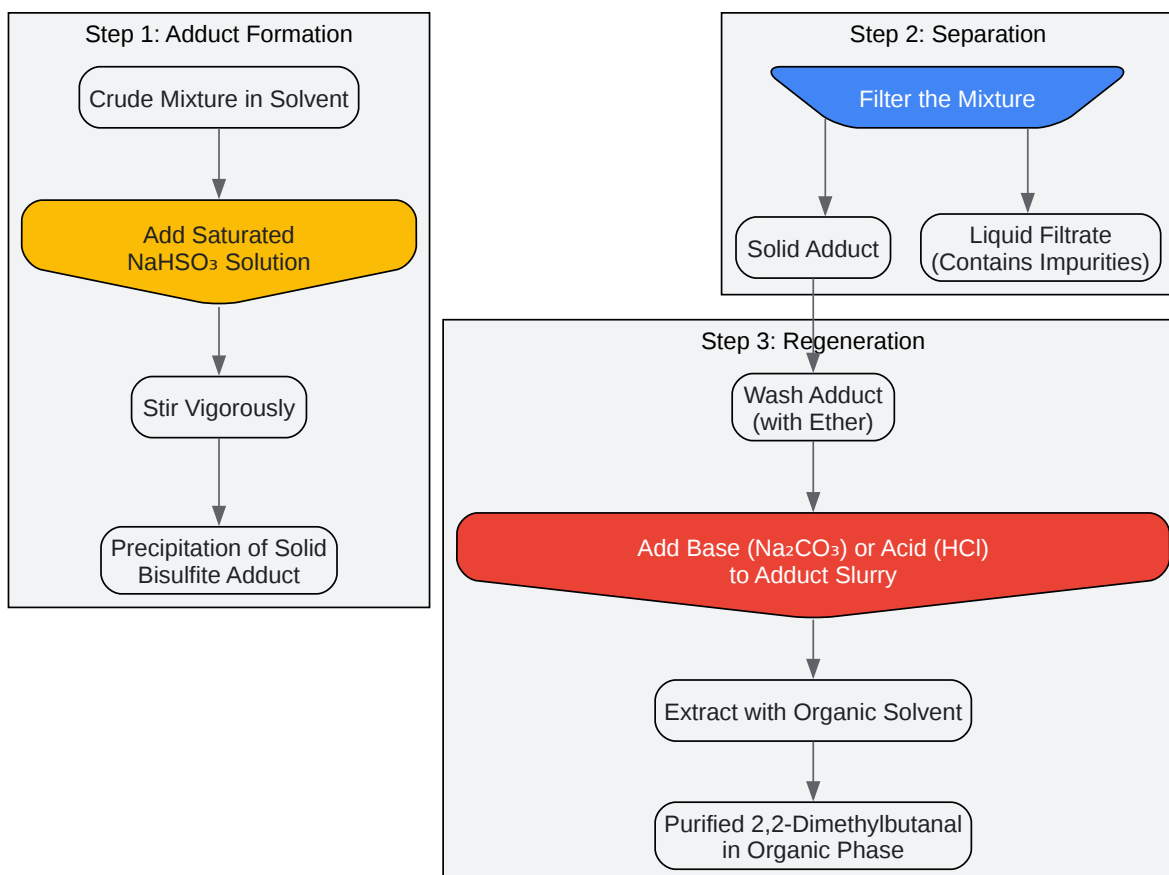 Step 1: Adduct Formation
Crude Mixture in Solvent
Add Saturated
NaHSO₃ Solution
Stir Vigorously
Precipitation of Solid
Bisulfite Adduct
Step 2: Separation
Filter the Mixture
Solid Adduct
Liquid Filtrate
(Contains Impurities)
Step 3: Regeneration
Wash Adduct
(with Ether)
Add Base (Na₂CO₃) or Acid (HCl)
to Adduct Slurry
Extract with Organic Solvent
Purified 2,2-Dimethylbutanal
in Organic Phase